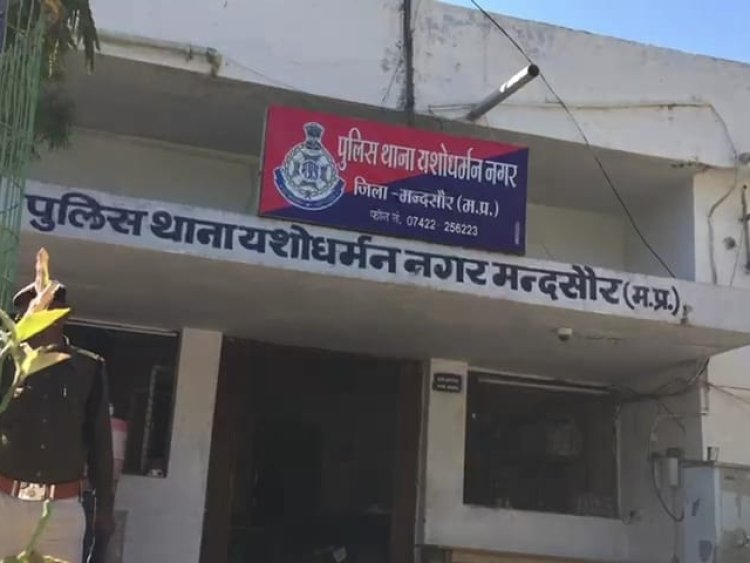 पुलिस थाना यशोधर्मन नगर
जिला - मन्दसौर (म.प्र.)
फोन नं. 07422 256223
पुलिस थाना यशोधर्मन नगर मन्दसौर (म.प्र.)